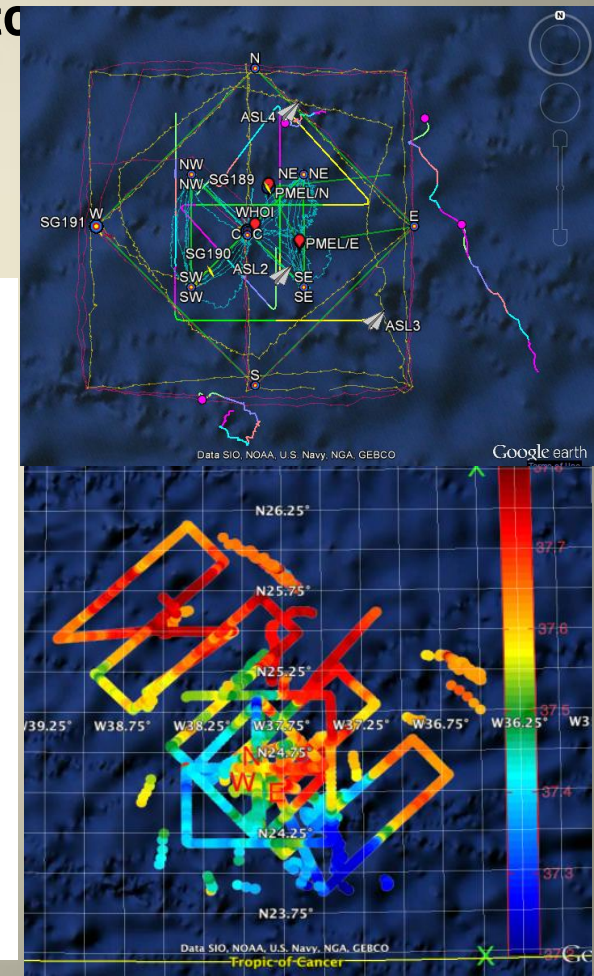 N
N
ASL4
NW
NW
SG189
NE
NE
PMEL/N
W
SG191
WHOI
C
C
E
PMEL/E
SG190
ASL2
SW
SW
SE
SE
ASL3
S
Data SIO, NOAA, U.S. Navy, NGA, GEBCO
Google earth
N26.25°
37.7
N25.75°
37.6
N25.25°
37.5
W38.75°
W38.25°
W37.75°
W37.25°
W36.75°
W36.25°
N24.75°
N
W
E
37.4
N24.25°
37.3
N23.75°
Data SIO, NOAA, U.S. Navy, NGA, GEBCO
Tropic of Cancer